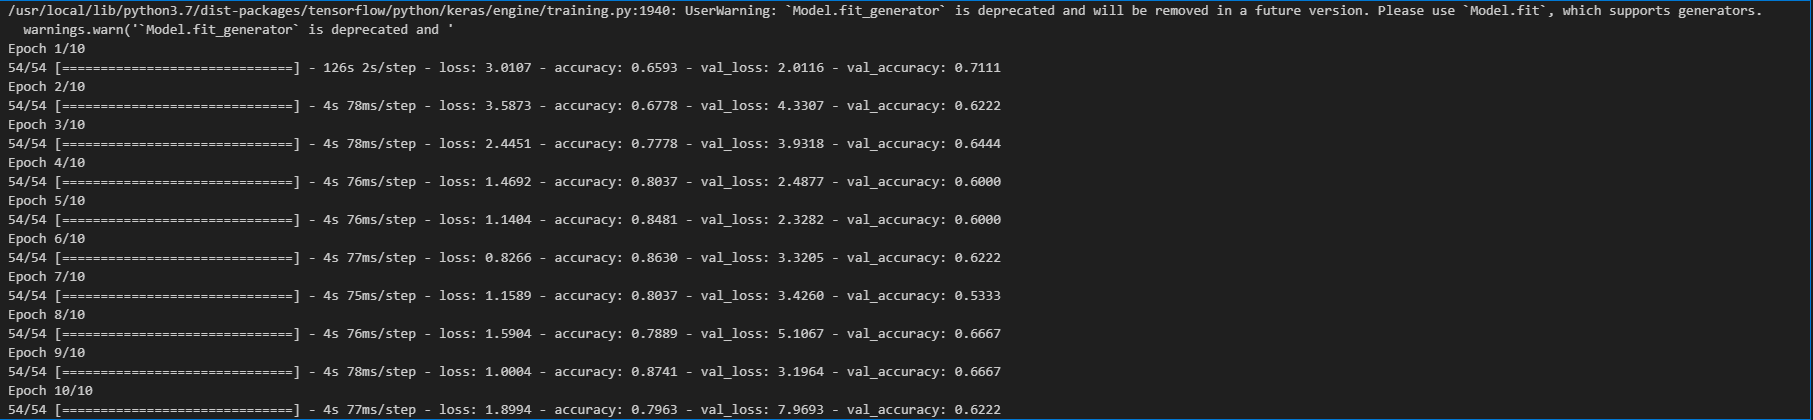 /usr/local/lib/python3.7/dist-packages/tensorflow/python/keras/engine/training.py:1940: UserWarning: `Model.fit_generator` is deprecated and will be removed in a future version. Please use `Model.fit`, which supports generators.
  warnings.warn('`Model.fit_generator` is deprecated and '
Epoch 1/10
54/54 [==============================] - 126s 2s/step - loss: 3.0107 - accuracy: 0.6593 - val_loss: 2.0116 - val_accuracy: 0.7111
Epoch 2/10
54/54 [==============================] - 4s 78ms/step - loss: 3.5873 - accuracy: 0.6778 - val_loss: 4.3307 - val_accuracy: 0.6222
Epoch 3/10
54/54 [==============================] - 4s 78ms/step - loss: 2.4451 - accuracy: 0.7778 - val_loss: 3.9318 - val_accuracy: 0.6444
Epoch 4/10
54/54 [==============================] - 4s 76ms/step - loss: 1.4692 - accuracy: 0.8037 - val_loss: 2.4877 - val_accuracy: 0.6000
Epoch 5/10
54/54 [==============================] - 4s 76ms/step - loss: 1.1404 - accuracy: 0.8481 - val_loss: 2.3282 - val_accuracy: 0.6000
Epoch 6/10
54/54 [==============================] - 4s 77ms/step - loss: 0.8266 - accuracy: 0.8630 - val_loss: 3.3205 - val_accuracy: 0.6222
Epoch 7/10
54/54 [==============================] - 4s 75ms/step - loss: 1.1589 - accuracy: 0.8037 - val_loss: 3.4260 - val_accuracy: 0.5333
Epoch 8/10
54/54 [==============================] - 4s 76ms/step - loss: 1.5904 - accuracy: 0.7889 - val_loss: 5.1067 - val_accuracy: 0.6667
Epoch 9/10
54/54 [==============================] - 4s 78ms/step - loss: 1.0004 - accuracy: 0.8741 - val_loss: 3.1964 - val_accuracy: 0.6667
Epoch 10/10
54/54 [==============================] - 4s 77ms/step - loss: 1.8994 - accuracy: 0.7963 - val_loss: 7.9693 - val_accuracy: 0.6222